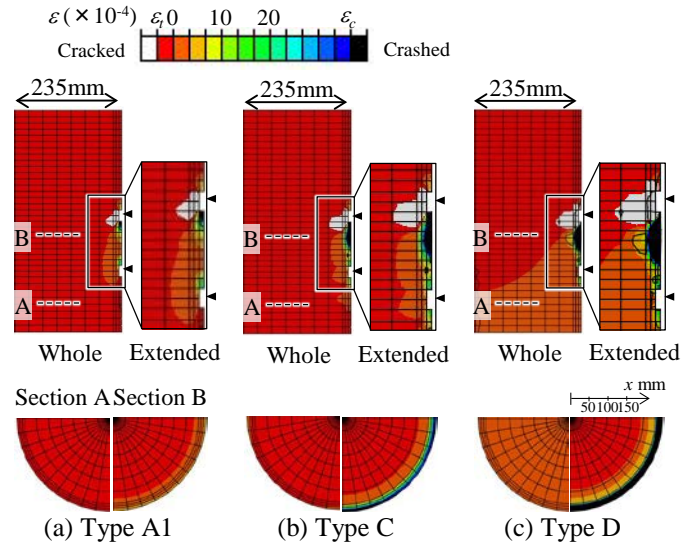 ε (×10⁻⁴) εₜ 0 10 20 ε𝒸
Cracked Crashed
235mm 235mm 235mm
B B B
A A A
Whole Extended Whole Extended Whole Extended
Section A Section B x mm
50 100 150
(a) Type A1 (b) Type C (c) Type D